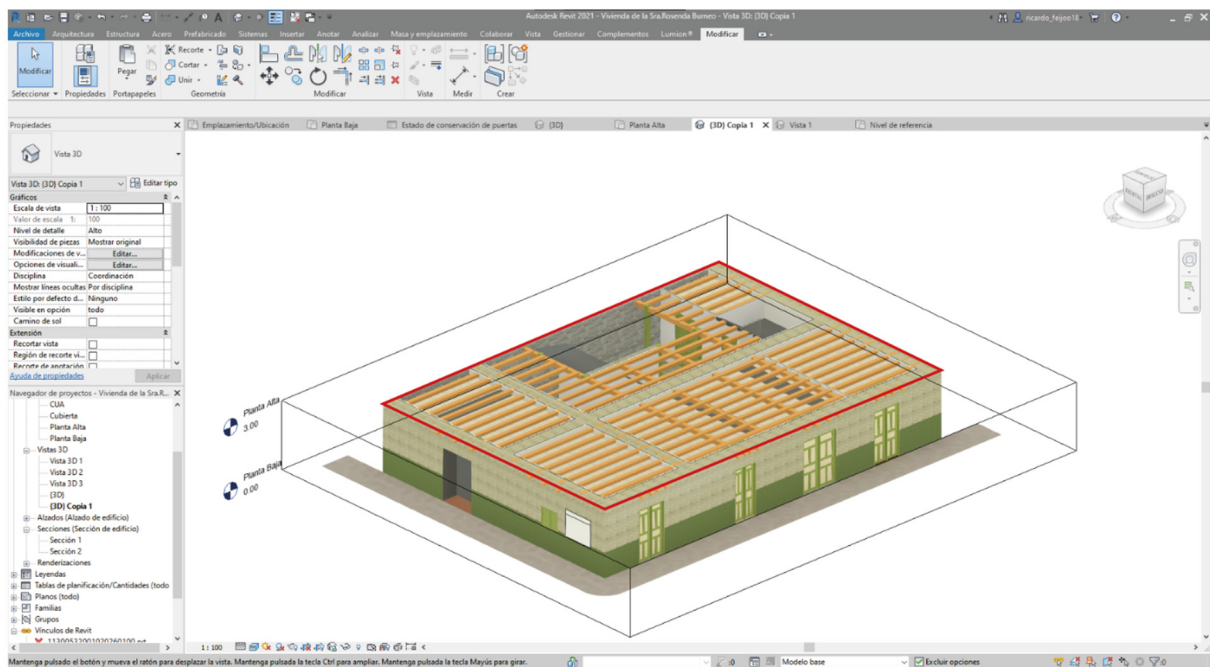 Autodesk Revit 2021 - Vivienda de la Sra.Rosenda Burneo - Vista 3D: {3D} Copia 1
ricardo_feijoo18
Archivo Arquitectura Estructura Acero Prefabricado Sistemas Insertar Anotar Analizar Masa y emplazamiento Colaborar Vista Gestionar Complementos Lumion® Modificar
Modificar
Pegar
Recorte
Cortar
Unir
Seleccionar Propiedades Portapapeles Geometría Modificar Vista Medir Crear
Propiedades
Emplazamiento/Ubicación Planta Baja Estado de conservación de puertas {3D} Planta Alta {3D} Copia 1 Vista 1 Nivel de referencia
Vista 3D
Vista 3D: {3D} Copia 1 Editar tipo
Gráficos
Escala de vista 1 : 100
Valor de escala 1: 100
Nivel de detalle Alto
Visibilidad de piezas Mostrar original
Modificaciones de v... Editar...
Opciones de visuali... Editar...
Disciplina Coordinación
Mostrar líneas ocultas Por disciplina
Estilo por defecto d... Ninguno
Visible en opción todo
Camino de sol
Extensión
Recortar vista
Región de recorte vi...
Recorte de anotación
Ayuda de propiedades Aplicar
Navegador de proyectos - Vivienda de la Sra.R...
CUA
Cubierta
Planta Alta
Planta Baja
Vistas 3D
Vista 3D 1
Vista 3D 2
Vista 3D 3
{3D}
{3D} Copia 1
Alzados (Alzado de edificio)
Secciones (Sección de edificio)
Sección 1
Sección 2
Renderizaciones
Leyendas
Tablas de planificación/Cantidades (todo
Planos (todo)
Familias
Grupos
Vínculos de Revit
Planta Alta
3.00
Planta Baja
0.00
1 : 100
Mantenga pulsado el botón y mueva el ratón para desplazar la vista. Mantenga pulsada la tecla Ctrl para ampliar. Mantenga pulsada la tecla Mayús para girar.
:0 Modelo base Excluir opciones :0